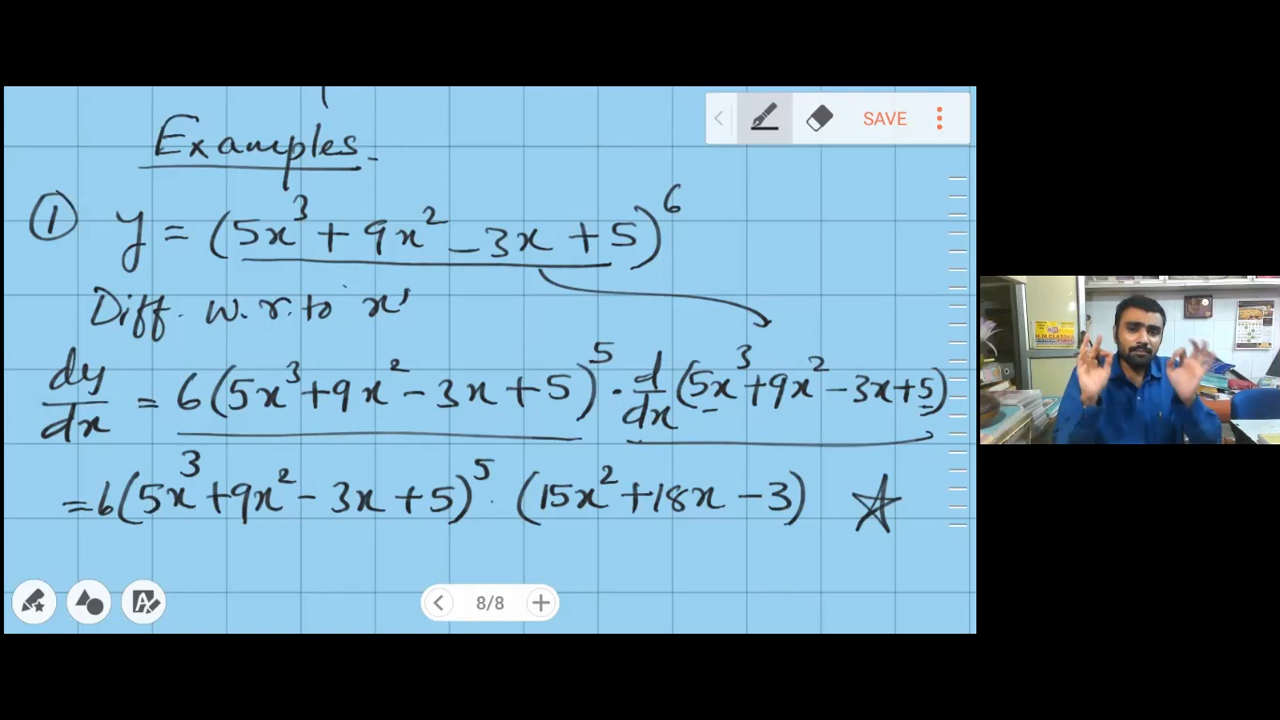 SAVE
Examples.
① y = (5x³ + 9x² - 3x + 5)⁶
Diff. w.r.to 'x'
dy/dx = 6(5x³+9x²-3x+5)⁵ · d/dx (5x³+9x²-3x+5)
=6(5x³+9x²-3x+5)⁵ · (15x²+18x-3)
8/8
H.M.CLASSES